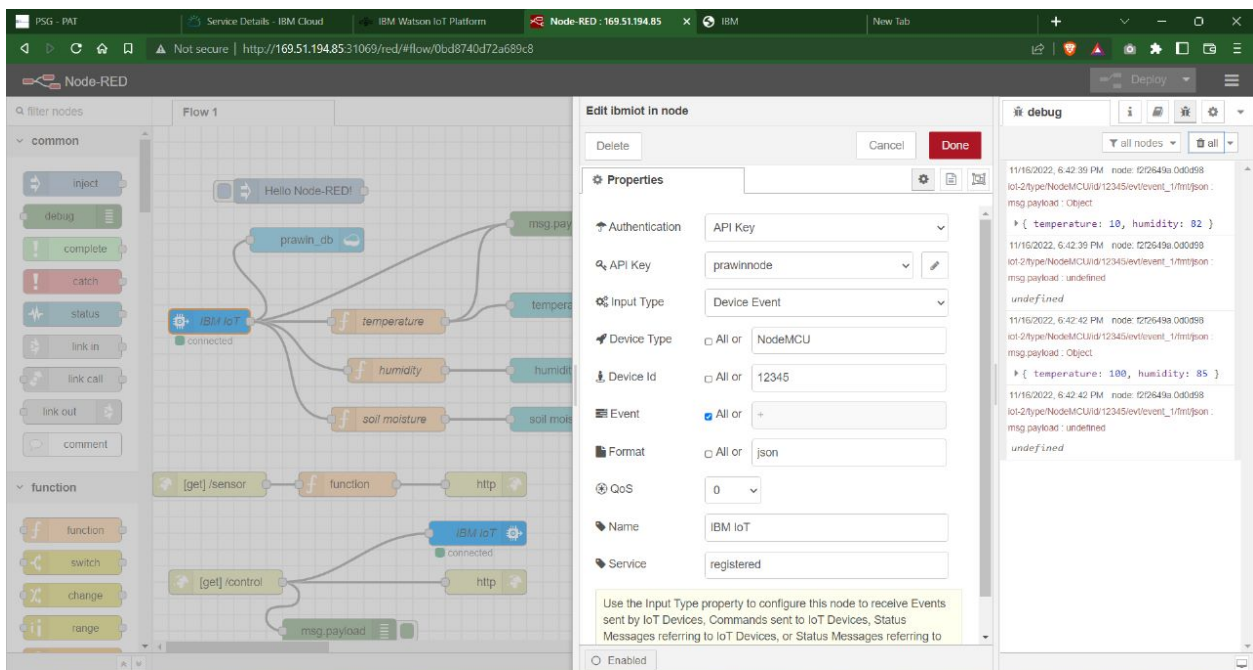 PSG - PAT
Service Details - IBM Cloud
IBM Watson IoT Platform
Node-RED : 169.51.194.85
IBM
New Tab
Not secure | http://169.51.194.85:31069/red/#flow/0bd8740d72a689c8
Node-RED
Deploy
filter nodes
common
inject
debug
complete
catch
status
link in
link call
link out
comment
function
function
switch
change
range
Flow 1
Hello Node-RED!
prawin_db
msg.pay
IBM IoT
connected
temperature
tempera
humidity
humidit
soil moisture
soil mois
[get] /sensor
function
http
IBM IoT
connected
[get] /control
http
msg.payload
Edit ibmiot in node
Delete
Cancel
Done
Properties
Authentication
API Key
API Key
prawinnode
Input Type
Device Event
Device Type
All or
NodeMCU
Device Id
All or
12345
Event
All or
+
Format
All or
json
QoS
0
Name
IBM IoT
Service
registered
Use the Input Type property to configure this node to receive Events
sent by IoT Devices, Commands sent to IoT Devices, Status
Messages referring to IoT Devices, or Status Messages referring to
Enabled
debug
i
all nodes
all
11/16/2022, 6:42:39 PM node: f2f2649a.0d0d98
iot-2/type/NodeMCU/id/12345/evt/event_1/fmt/json :
msg.payload : Object
{ temperature: 10, humidity: 82 }
11/16/2022, 6:42:39 PM node: f2f2649a.0d0d98
iot-2/type/NodeMCU/id/12345/evt/event_1/fmt/json :
msg.payload : undefined
undefined
11/16/2022, 6:42:42 PM node: f2f2649a.0d0d98
iot-2/type/NodeMCU/id/12345/evt/event_1/fmt/json :
msg.payload : Object
{ temperature: 100, humidity: 85 }
11/16/2022, 6:42:42 PM node: f2f2649a.0d0d98
iot-2/type/NodeMCU/id/12345/evt/event_1/fmt/json :
msg.payload : undefined
undefined